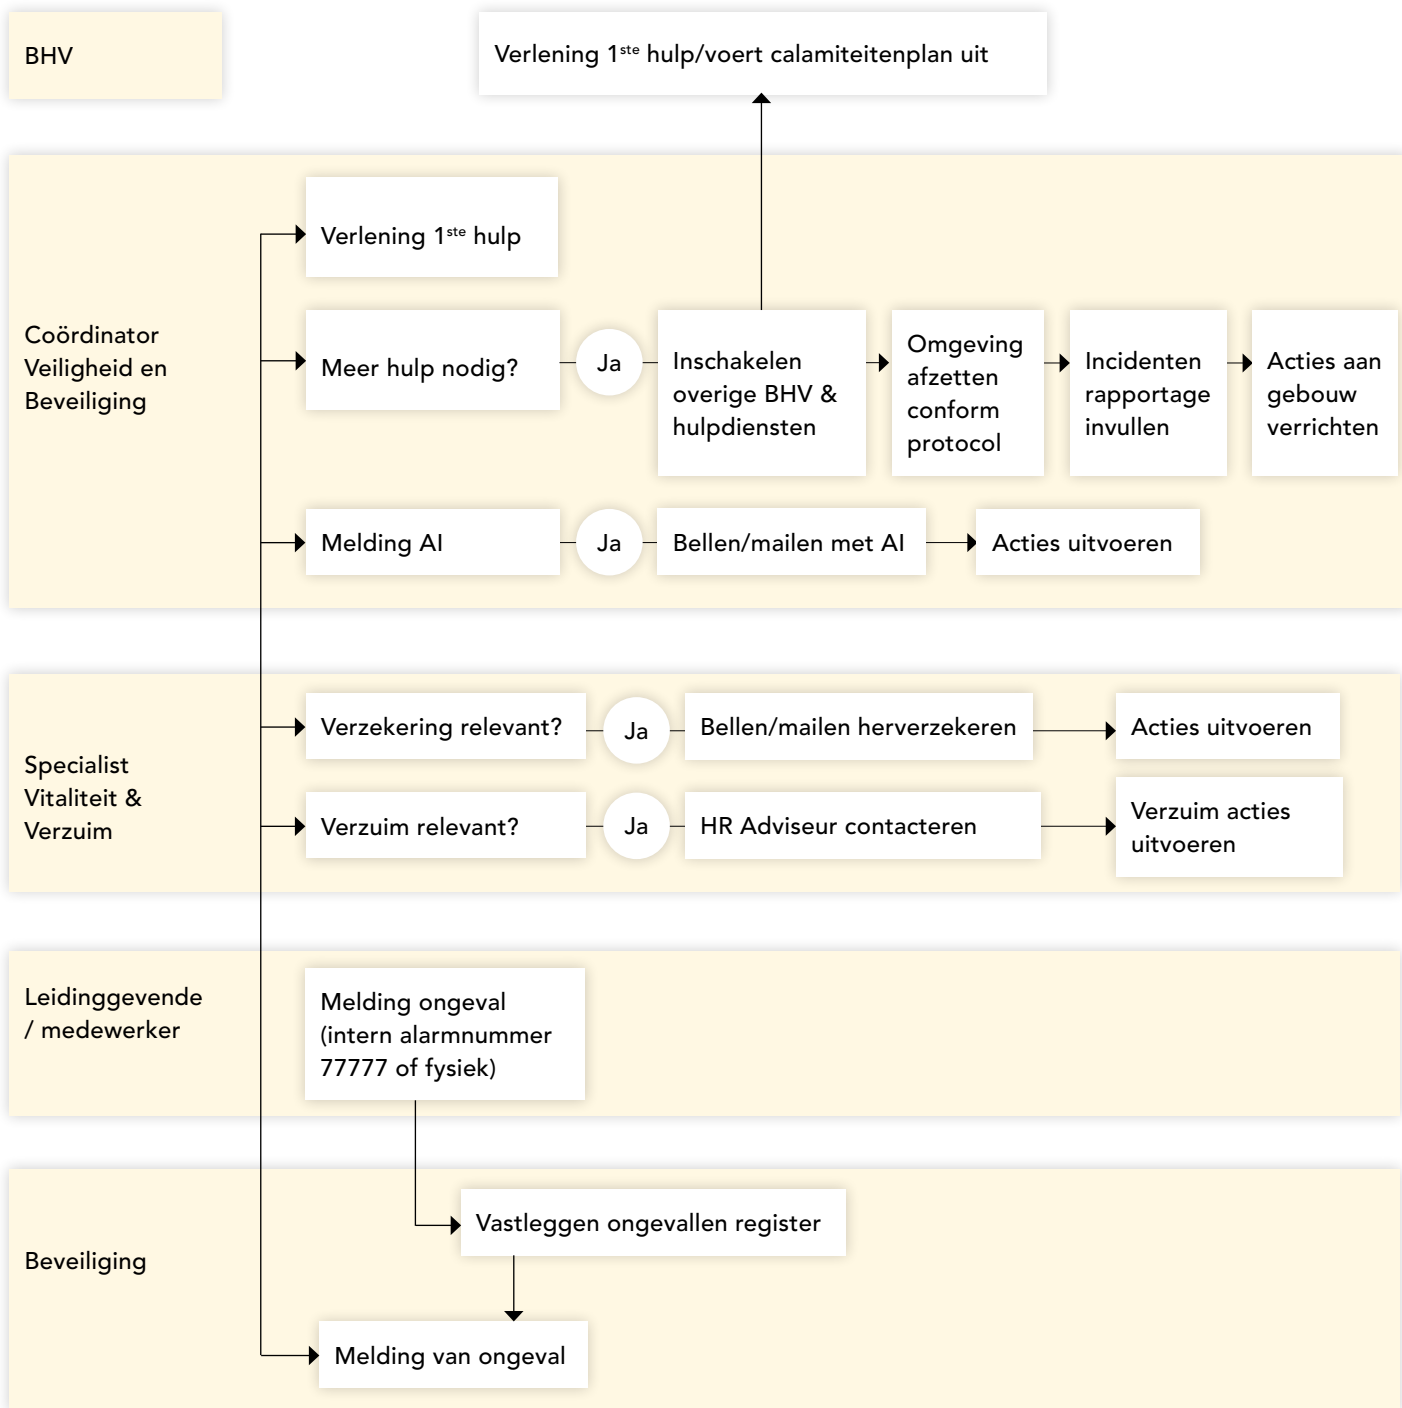 BHV
Verlening 1ste hulp/voert calamiteitenplan uit
Coördinator
Veiligheid en
Beveiliging
Verlening 1ste hulp
Meer hulp nodig?
Ja
Inschakelen
overige BHV &
hulpdiensten
Omgeving
afzetten
conform
protocol
Incidenten
rapportage
invullen
Acties aan
gebouw
verrichten
Melding AI
Ja
Bellen/mailen met AI
Acties uitvoeren
Specialist
Vitaliteit &
Verzuim
Verzekering relevant?
Ja
Bellen/mailen herverzekeren
Acties uitvoeren
Verzuim relevant?
Ja
HR Adviseur contacteren
Verzuim acties
uitvoeren
Leidinggevende
/ medewerker
Melding ongeval
(intern alarmnummer
77777 of fysiek)
Beveiliging
Vastleggen ongevallen register
Melding van ongeval